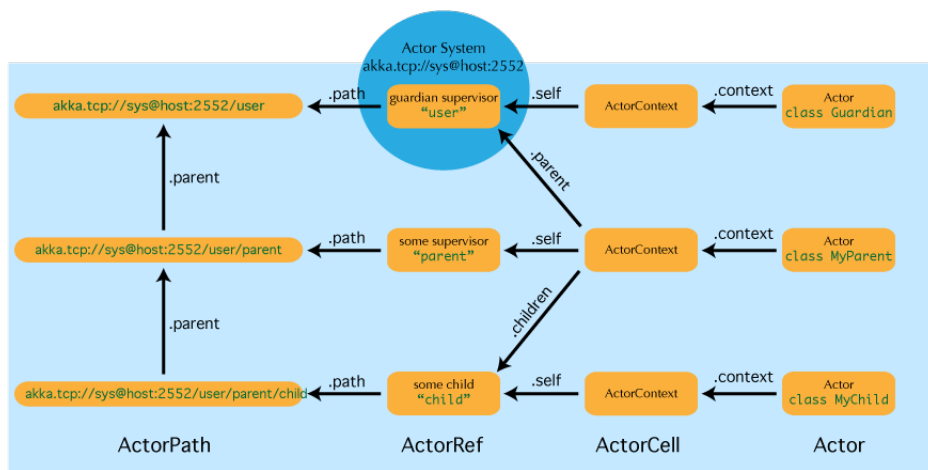 Actor System
akka.tcp://sys@host:2552
akka.tcp://sys@host:2552/user
.path
guardian supervisor
"user"
.self
ActorContext
.context
Actor
class Guardian
.parent
.parent
akka.tcp://sys@host:2552/user/parent
.path
some supervisor
"parent"
.self
ActorContext
.context
Actor
class MyParent
.parent
.children
akka.tcp://sys@host:2552/user/parent/child
.path
some child
"child"
.self
ActorContext
.context
Actor
class MyChild
ActorPath
ActorRef
ActorCell
Actor